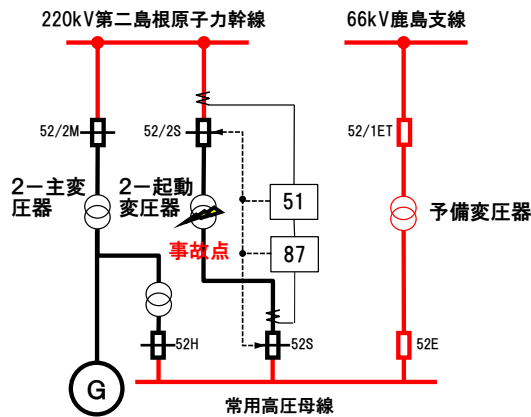 220kV第二島根原子力幹線
66kV鹿島支線
52/2M
52/2S
52/1ET
2ー主変
圧器
2ー起動
変圧器
51
予備変圧器
事故点
87
52H
52S
52E
G
常用高圧母線